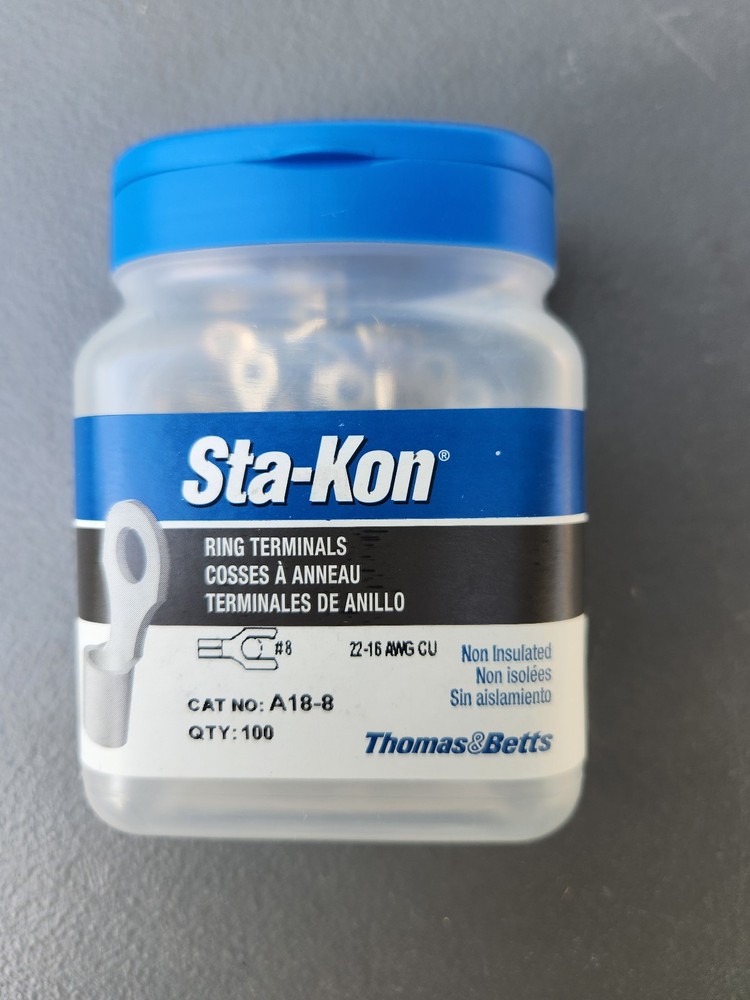 Sta-Kon®
RING TERMINALS
COSSES À ANNEAU
TERMINALES DE ANILLO
#8 22-16 AWG CU
Non Insulated
Non isolées
Sin aislamiento
CAT NO: A18-8
QTY: 100
Thomas&Betts